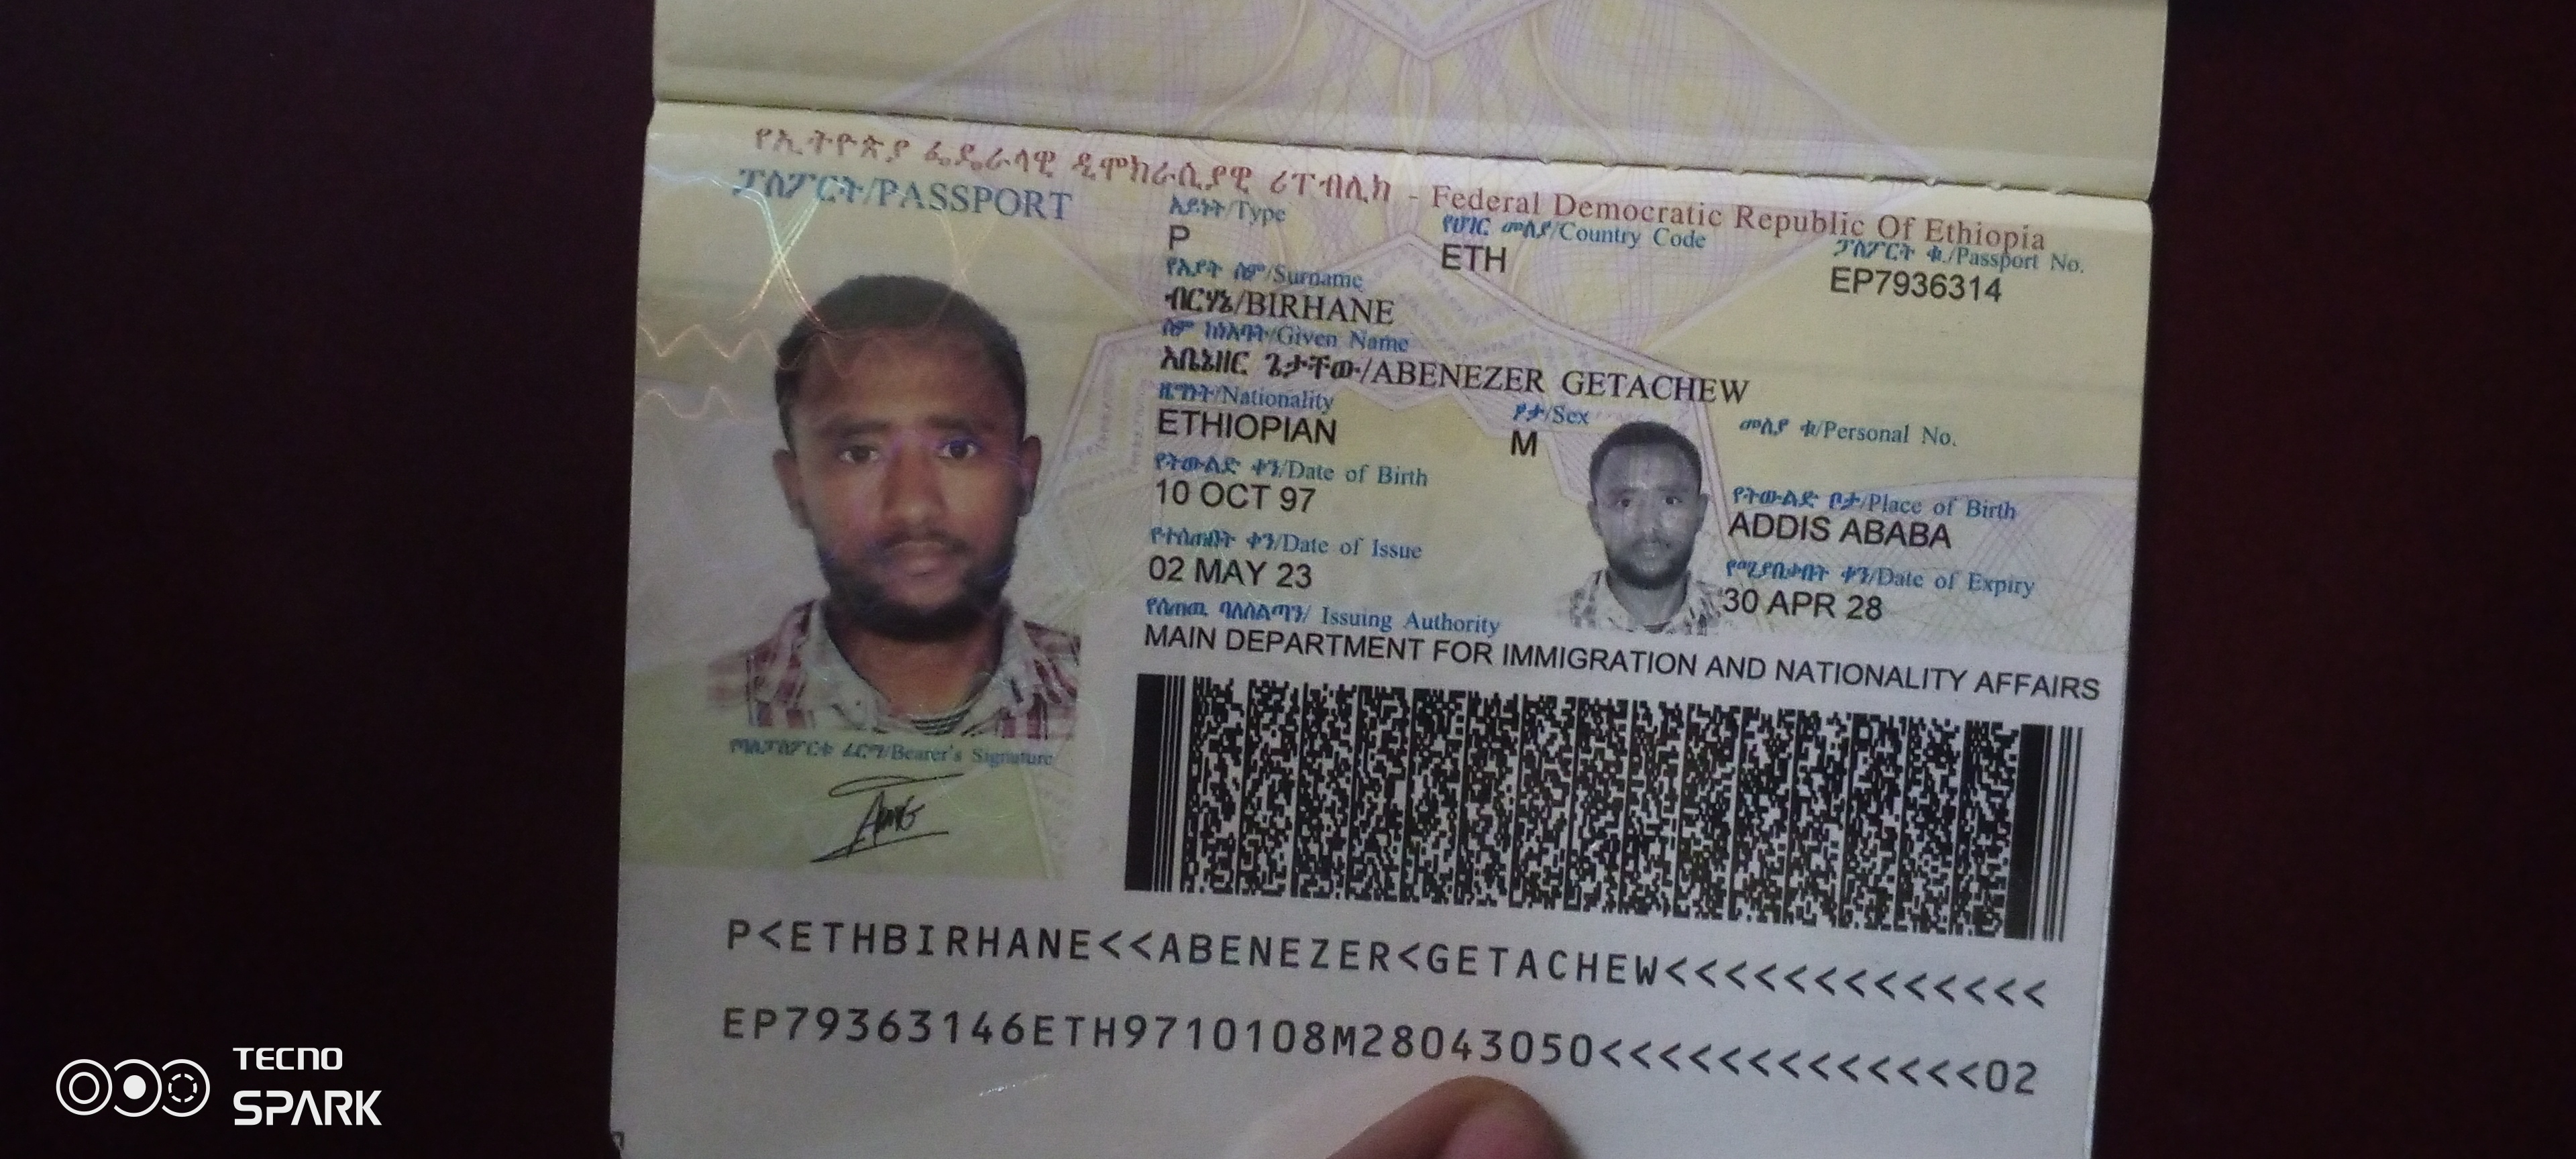 የኢትዮጵያ ፌዴራላዊ ዲሞክራሲያዊ ሪፐብሊክ - Federal Democratic Republic Of Ethiopia
ፓስፖርት/PASSPORT
አይነት/Type
P
የሀገር መለያ/Country Code
ETH
ፓስፖርት ቁ./Passport No.
EP7936314
የአያት ስም/Surname
ብርሃኔ/BIRHANE
ስም ከነአባት/Given Name
አቤኔዘር ጌታቸው/ABENEZER GETACHEW
ዜግነት/Nationality
ETHIOPIAN
ፆታ/Sex
M
መለያ ቁ/Personal No.
የትውልድ ቀን/Date of Birth
10 OCT 97
የትውልድ ቦታ/Place of Birth
ADDIS ABABA
የተሰጠበት ቀን/Date of Issue
02 MAY 23
የሚያበቃበት ቀን/Date of Expiry
30 APR 28
የሰጠዉ ባለስልጣን/ Issuing Authority
MAIN DEPARTMENT FOR IMMIGRATION AND NATIONALITY AFFAIRS
የባለፓስፖርቱ ፊርማ/Bearer's Signature
P<ETHBIRHANE<<ABENEZER<GETACHEW<<<<<<<<<<<<<
EP79363146ETH9710108M28043050<<<<<<<<<<<<<02
TECNO
SPARK